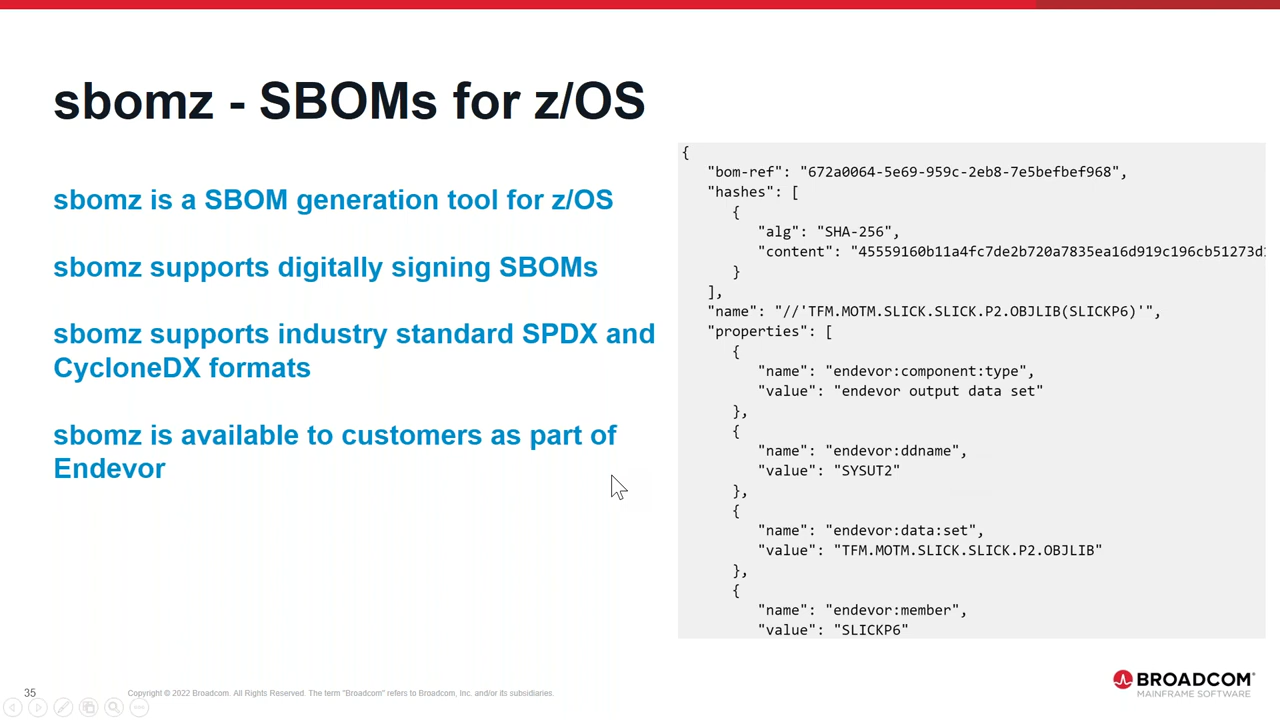 sbomz - SBOMs for z/OS
sbomz is a SBOM generation tool for z/OS
sbomz supports digitally signing SBOMs
sbomz supports industry standard SPDX and
CycloneDX formats
sbomz is available to customers as part of
Endevor
{
"bom-ref": "672a0064-5e69-959c-2eb8-7e5befbef968",
"hashes": [
{
"alg": "SHA-256",
"content": "45559160b11a4fc7de2b720a7835ea16d919c196cb51273d
}
],
"name": "//'TFM.MOTM.SLICK.SLICK.P2.OBJLIB(SLICKP6)'",
"properties": [
{
"name": "endevor:component:type",
"value": "endevor output data set"
},
{
"name": "endevor:ddname",
"value": "SYSUT2"
},
{
"name": "endevor:data:set",
"value": "TFM.MOTM.SLICK.SLICK.P2.OBJLIB"
},
{
"name": "endevor:member",
"value": "SLICKP6"
35
Copyright © 2022 Broadcom. All Rights Reserved. The term "Broadcom" refers to Broadcom, Inc. and/or its subsidiaries.
BROADCOM
MAINFRAME SOFTWARE